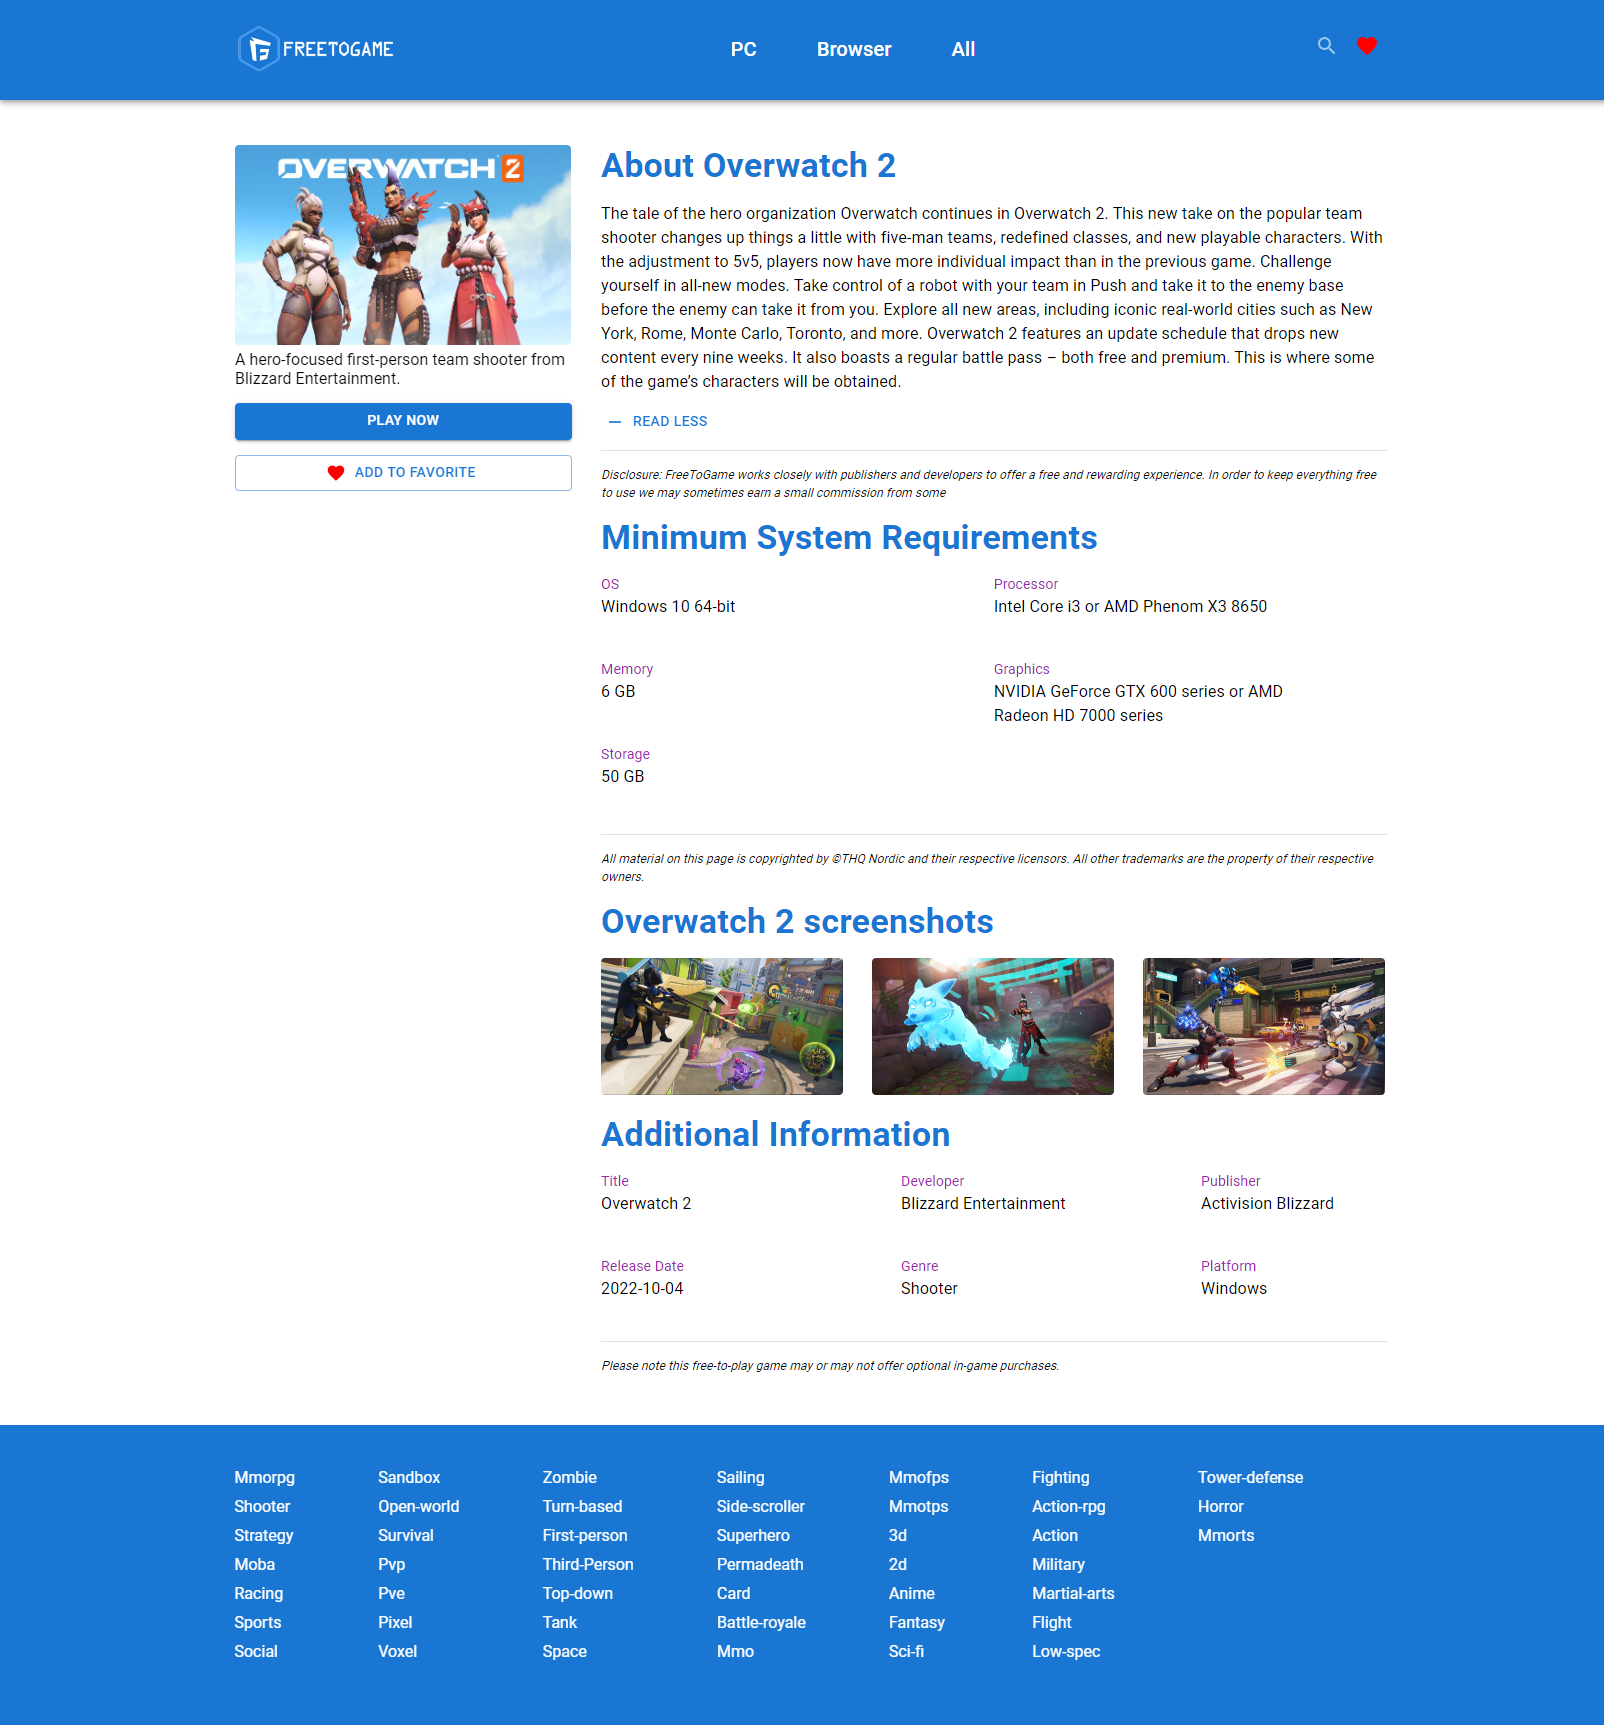 FREETOGAME
PC Browser All
OVERWATCH 2
A hero-focused first-person team shooter from
Blizzard Entertainment.
PLAY NOW
ADD TO FAVORITE
About Overwatch 2
The tale of the hero organization Overwatch continues in Overwatch 2. This new take on the popular team
shooter changes up things a little with five-man teams, redefined classes, and new playable characters. With
the adjustment to 5v5, players now have more individual impact than in the previous game. Challenge
yourself in all-new modes. Take control of a robot with your team in Push and take it to the enemy base
before the enemy can take it from you. Explore all new areas, including iconic real-world cities such as New
York, Rome, Monte Carlo, Toronto, and more. Overwatch 2 features an update schedule that drops new
content every nine weeks. It also boasts a regular battle pass – both free and premium. This is where some
of the game’s characters will be obtained.
READ LESS
Disclosure: FreeToGame works closely with publishers and developers to offer a free and rewarding experience. In order to keep everything free
to use we may sometimes earn a small commission from some
Minimum System Requirements
OS
Windows 10 64-bit
Processor
Intel Core i3 or AMD Phenom X3 8650
Memory
6 GB
Graphics
NVIDIA GeForce GTX 600 series or AMD
Radeon HD 7000 series
Storage
50 GB
All material on this page is copyrighted by ©THQ Nordic and their respective licensors. All other trademarks are the property of their respective
owners.
Overwatch 2 screenshots
Additional Information
Title
Overwatch 2
Developer
Blizzard Entertainment
Publisher
Activision Blizzard
Release Date
2022-10-04
Genre
Shooter
Platform
Windows
Please note this free-to-play game may or may not offer optional in-game purchases.
Mmorpg
Shooter
Strategy
Moba
Racing
Sports
Social
Sandbox
Open-world
Survival
Pvp
Pve
Pixel
Voxel
Zombie
Turn-based
First-person
Third-Person
Top-down
Tank
Space
Sailing
Side-scroller
Superhero
Permadeath
Card
Battle-royale
Mmo
Mmofps
Mmotps
3d
2d
Anime
Fantasy
Sci-fi
Fighting
Action-rpg
Action
Military
Martial-arts
Flight
Low-spec
Tower-defense
Horror
Mmorts